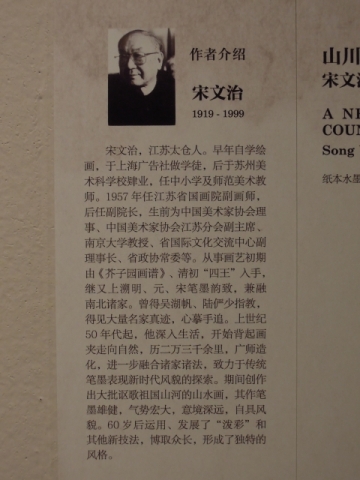 作者介绍
宋文治
1919 - 1999
宋文治，江苏太仓人。早年自学绘
画，于上海广告社做学徒，后于苏州美
术科学校肄业，任中小学及师范美术教
师。1957 年任江苏省国画院副画师，
后任副院长，生前为中国美术家协会理
事、中国美术家协会江苏分会副主席、
南京大学教授、省国际文化交流中心副
理事长、省政协常委等。从事画艺初期
由《芥子园画谱》、清初“四王”入手，
继又上溯明、元、宋笔墨韵致，兼融
南北诸家。曾得吴湖帆、陆俨少指教，
得见大量名家真迹，心摹手追。上世纪
50 年代起，他深入生活，开始背起画
夹走向自然，历二万三千余里，广师造
化，进一步融合诸家诸法，致力于传统
笔墨表现新时代风貌的探索。期间创作
出大批讴歌祖国山河的山水画，其作笔
墨雄健，气势宏大，意境深远，自具风
貌。60 岁后运用、发展了“泼彩”和
其他新技法，博取众长，形成了独特的
风格。
山川
宋文治
A NE
COUN
Song
纸本水墨